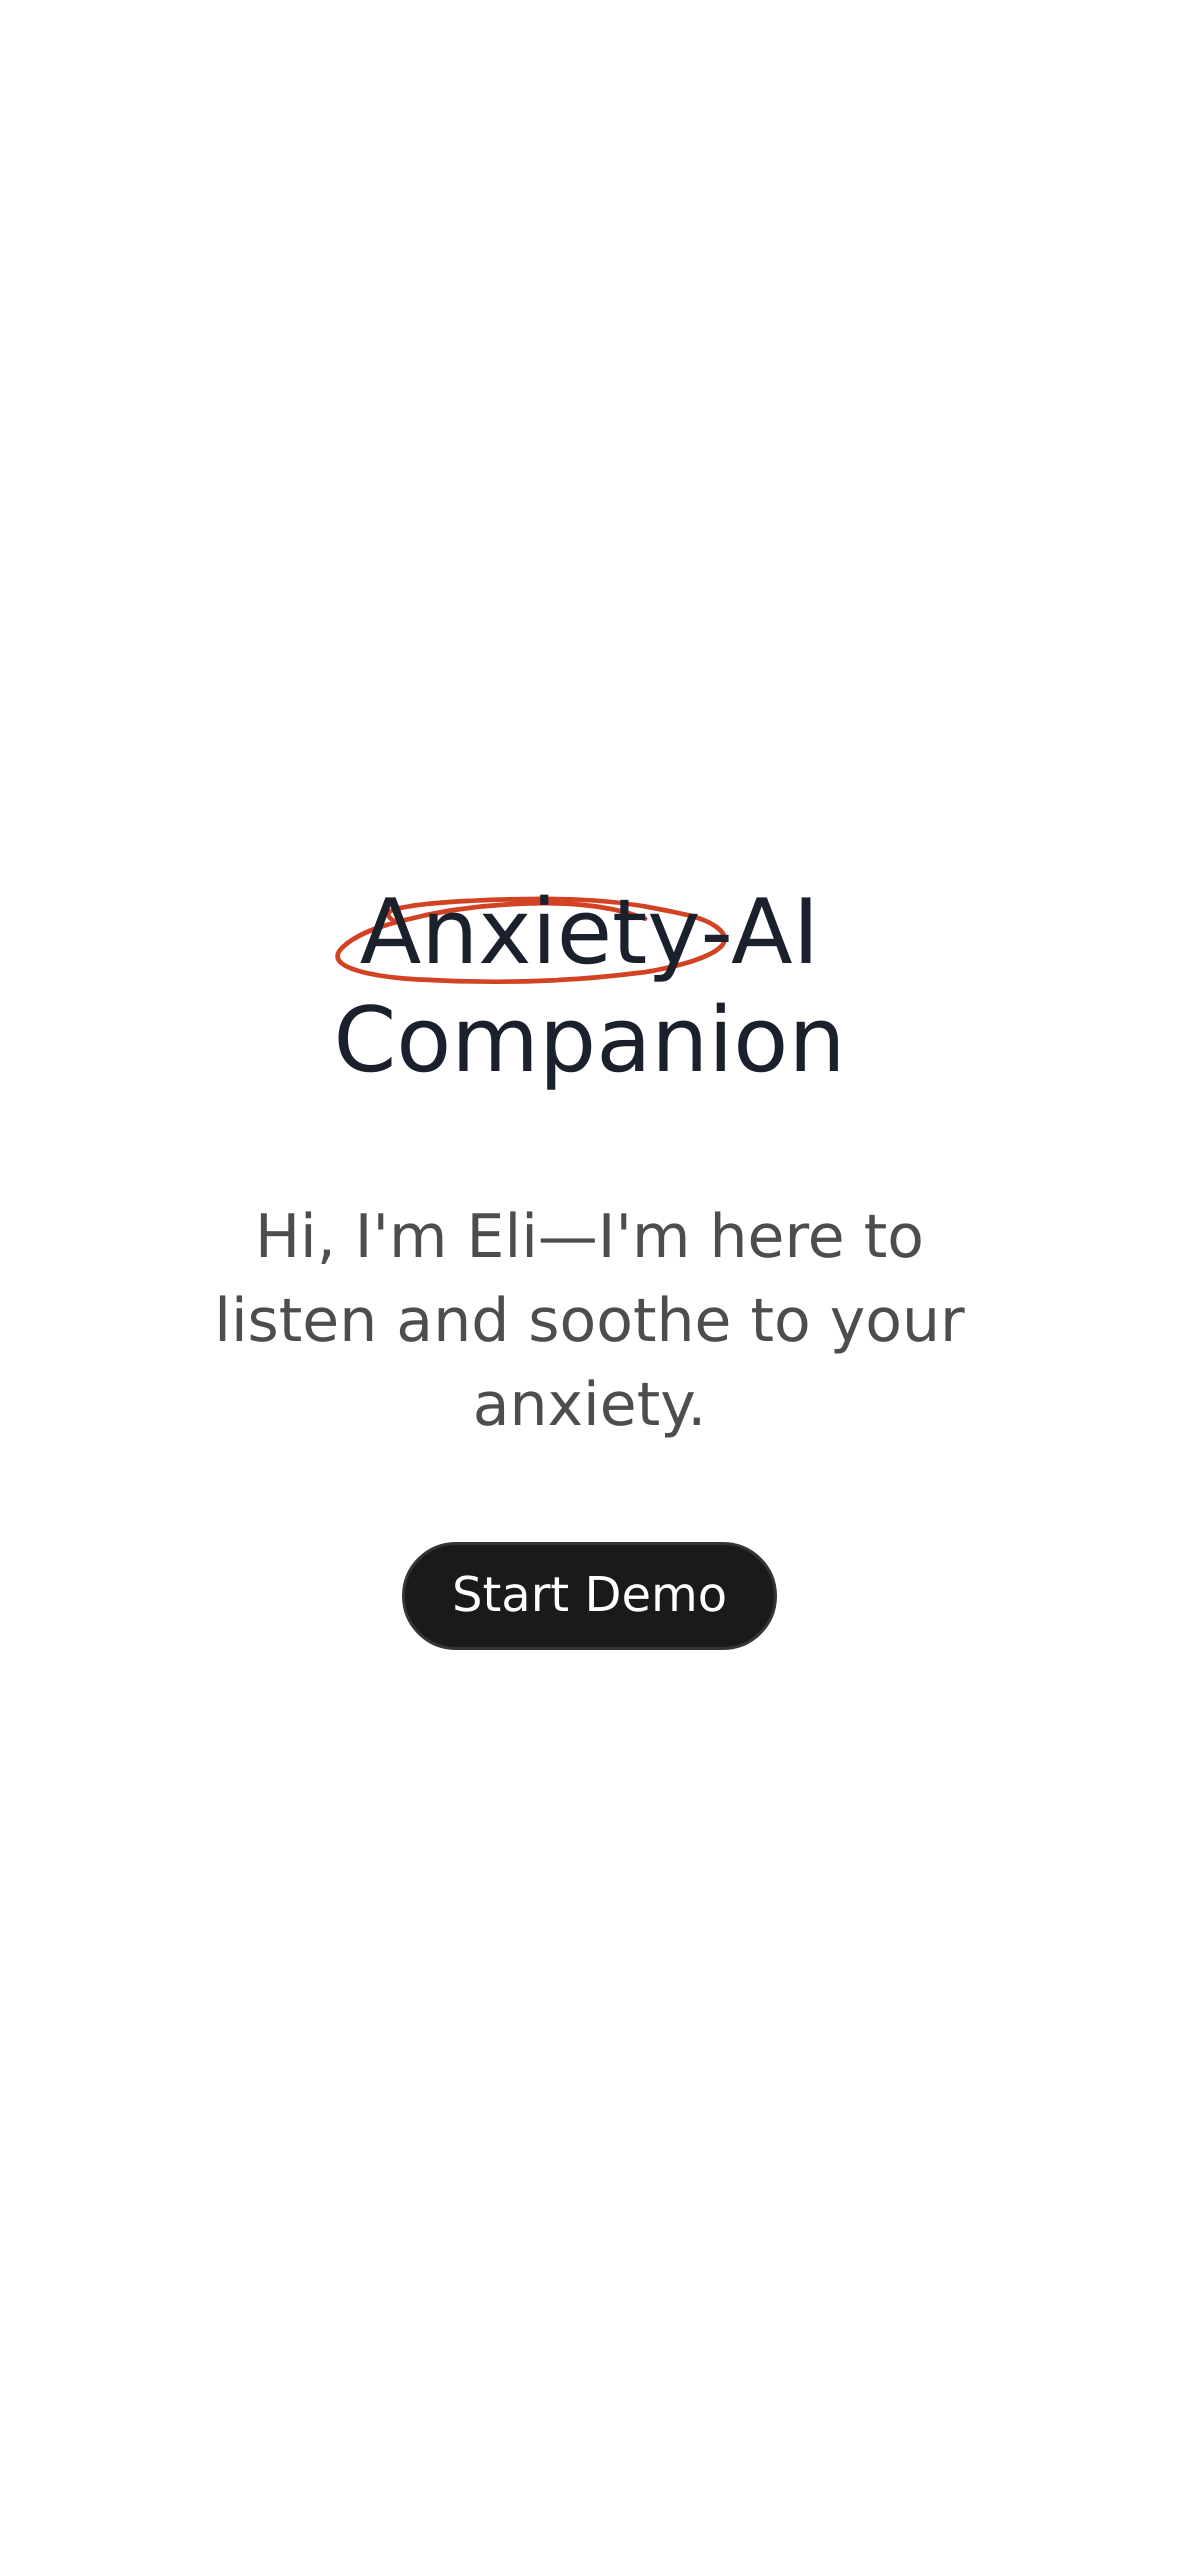 Anxiety-AI
Companion
Hi, I'm Eli—I'm here to
listen and soothe to your
anxiety.
Start Demo